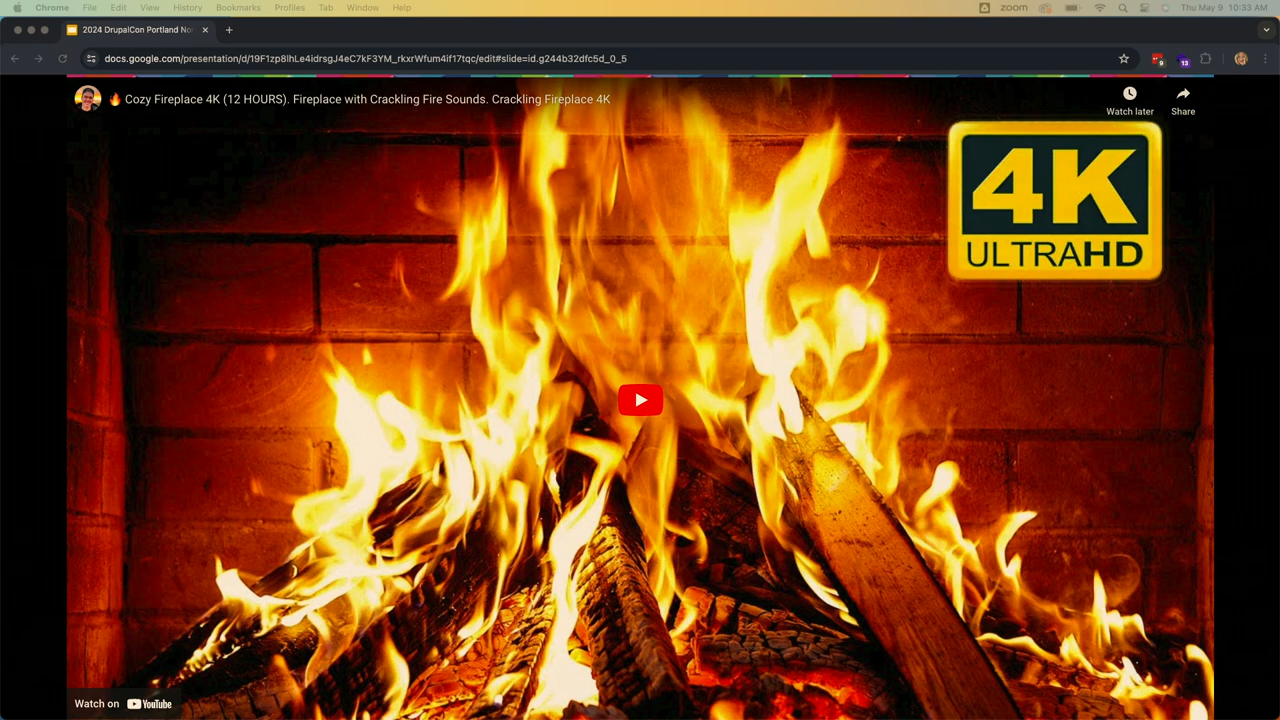 Chrome File Edit View History Bookmarks Profiles Tab Window Help
zoom
Thu May 9 10:33 AM
2024 DrupalCon Portland No
docs.google.com/presentation/d/19F1zp8lhLe4idrsgJ4eC7kF3YM_rkxrWfum4if17tqc/edit#slide=id.g244b32dfc5d_0_5
9
13
🔥 Cozy Fireplace 4K (12 HOURS). Fireplace with Crackling Fire Sounds. Crackling Fireplace 4K
Watch later
Share
4K
ULTRAHD
Watch on YouTube